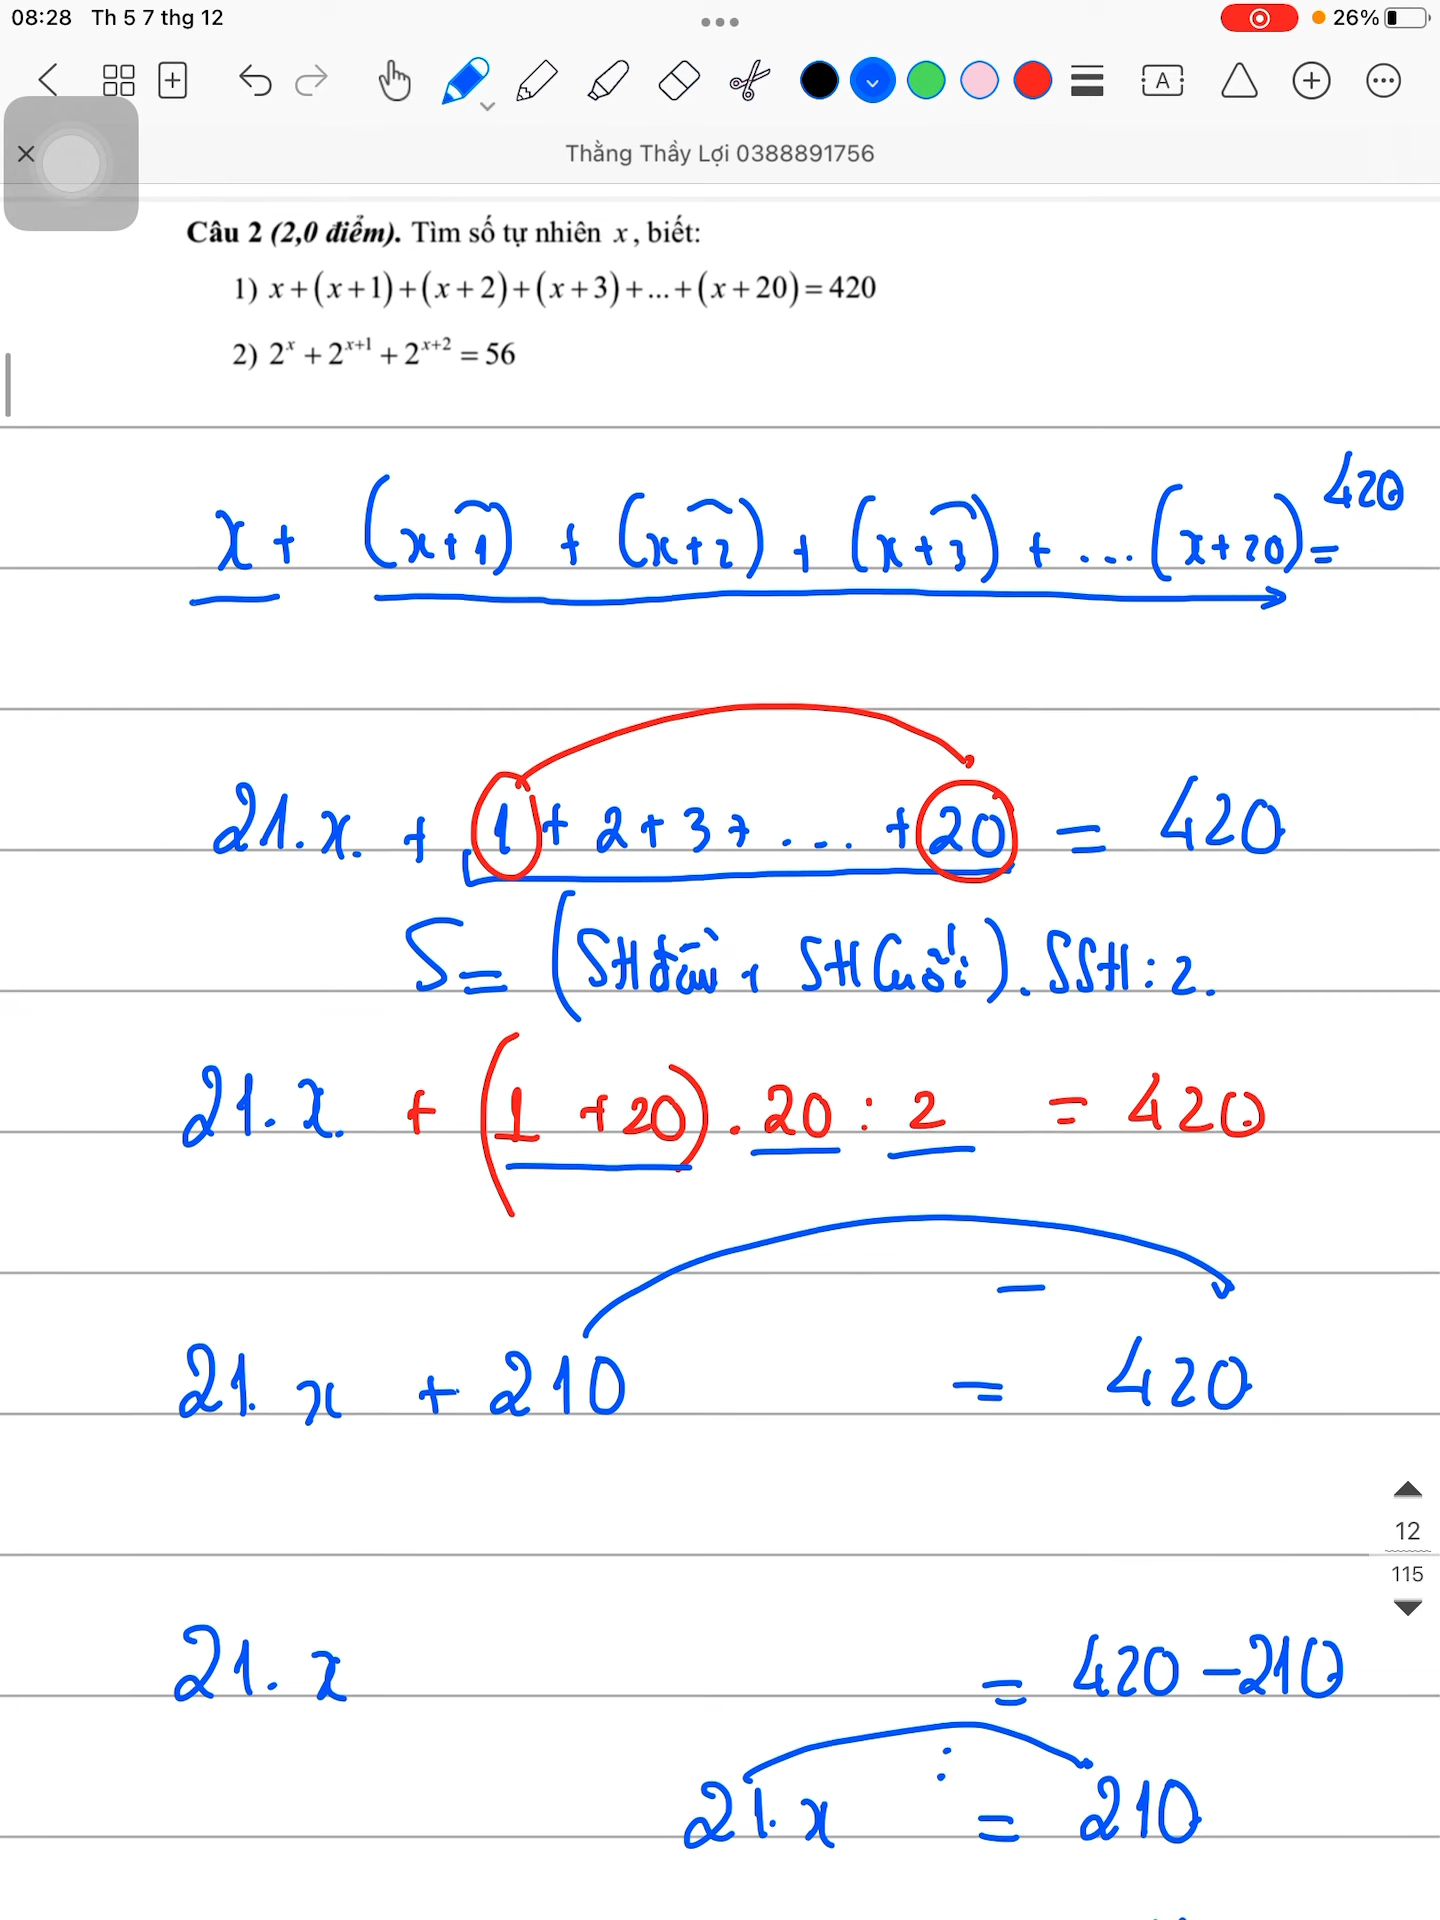 08:28 Th 5 7 thg 12
26%
A
Thằng Thầy Lợi 0388891756
Câu 2 (2,0 điểm). Tìm số tự nhiên x, biết:
1) x+(x+1)+(x+2)+(x+3)+...+(x+20)=420
2) 2^x + 2^{x+1} + 2^{x+2} = 56
x + (x+1) + (x+2) + (x+3) + ... (x+20) = 420
21.x. + 1 + 2 + 3 + .... + 20 = 420
S = (SH đầu + SH Cuối). SSH : 2.
21.x. + (1 + 20) . 20 : 2 = 420
21. x + 210 = 420
−
12
115
21. x = 420 − 210
:
21.x = 210